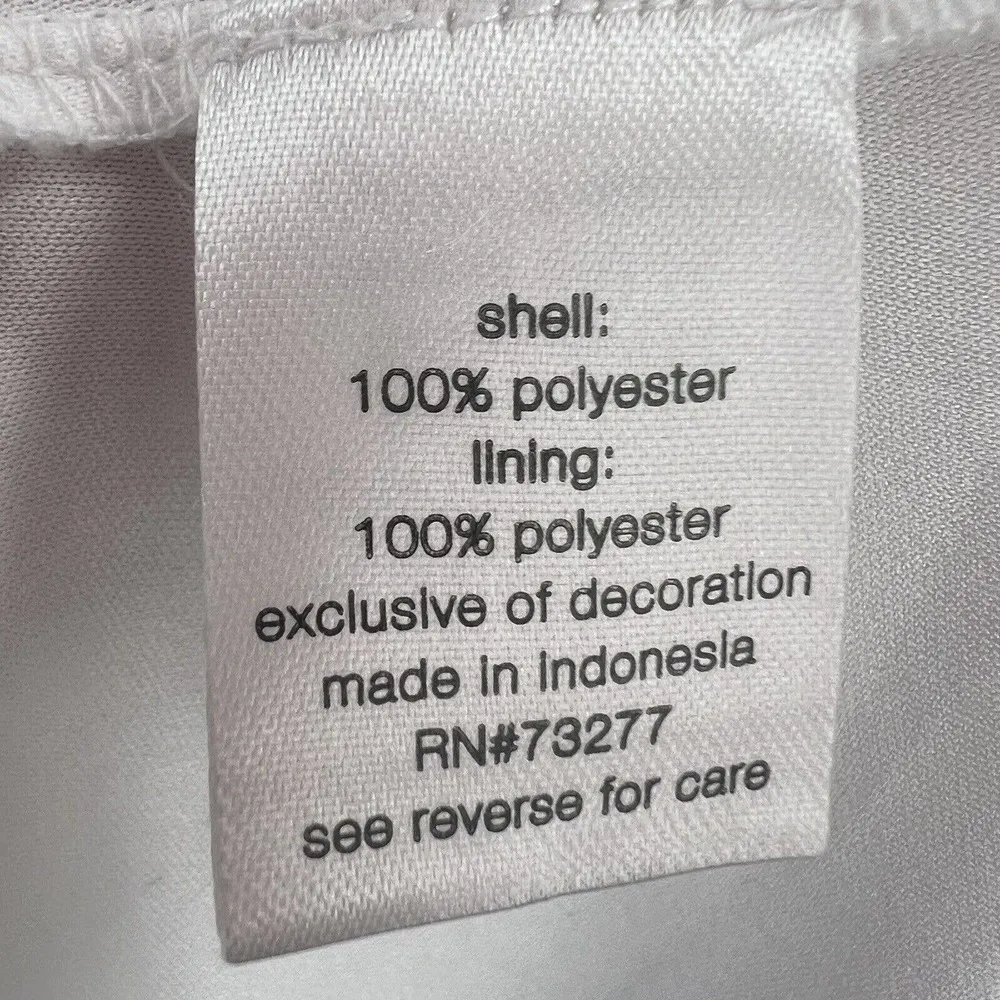 shell:
100% polyester
lining:
100% polyester
exclusive of decoration
made in indonesia
RN#73277
see reverse for care